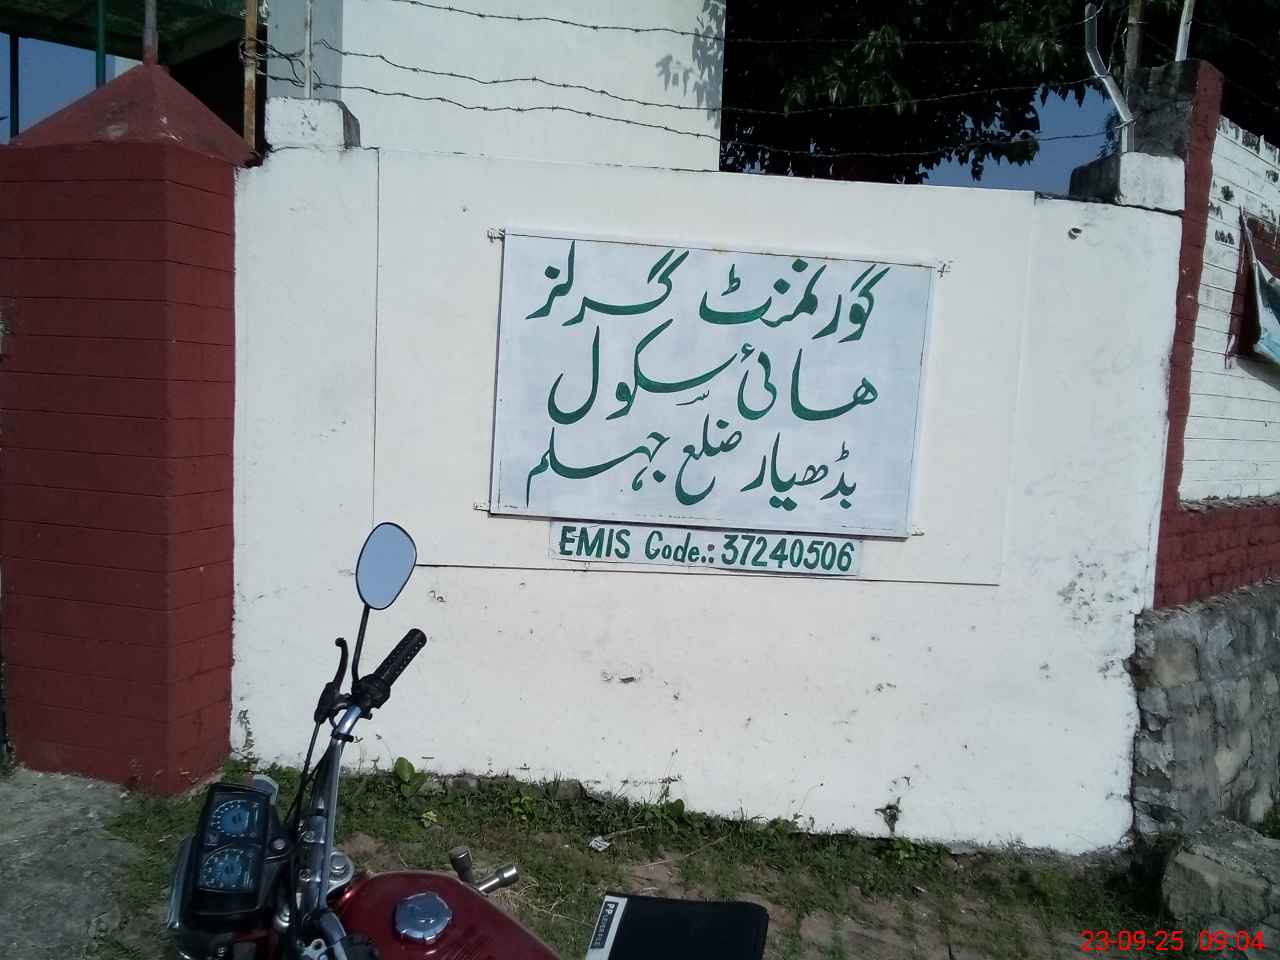 گورنمنٹ گرلز
ھائی سکول
بڈھیار ضلع جہلم
EMIS Code.: 37240506
23-09-25 09:04